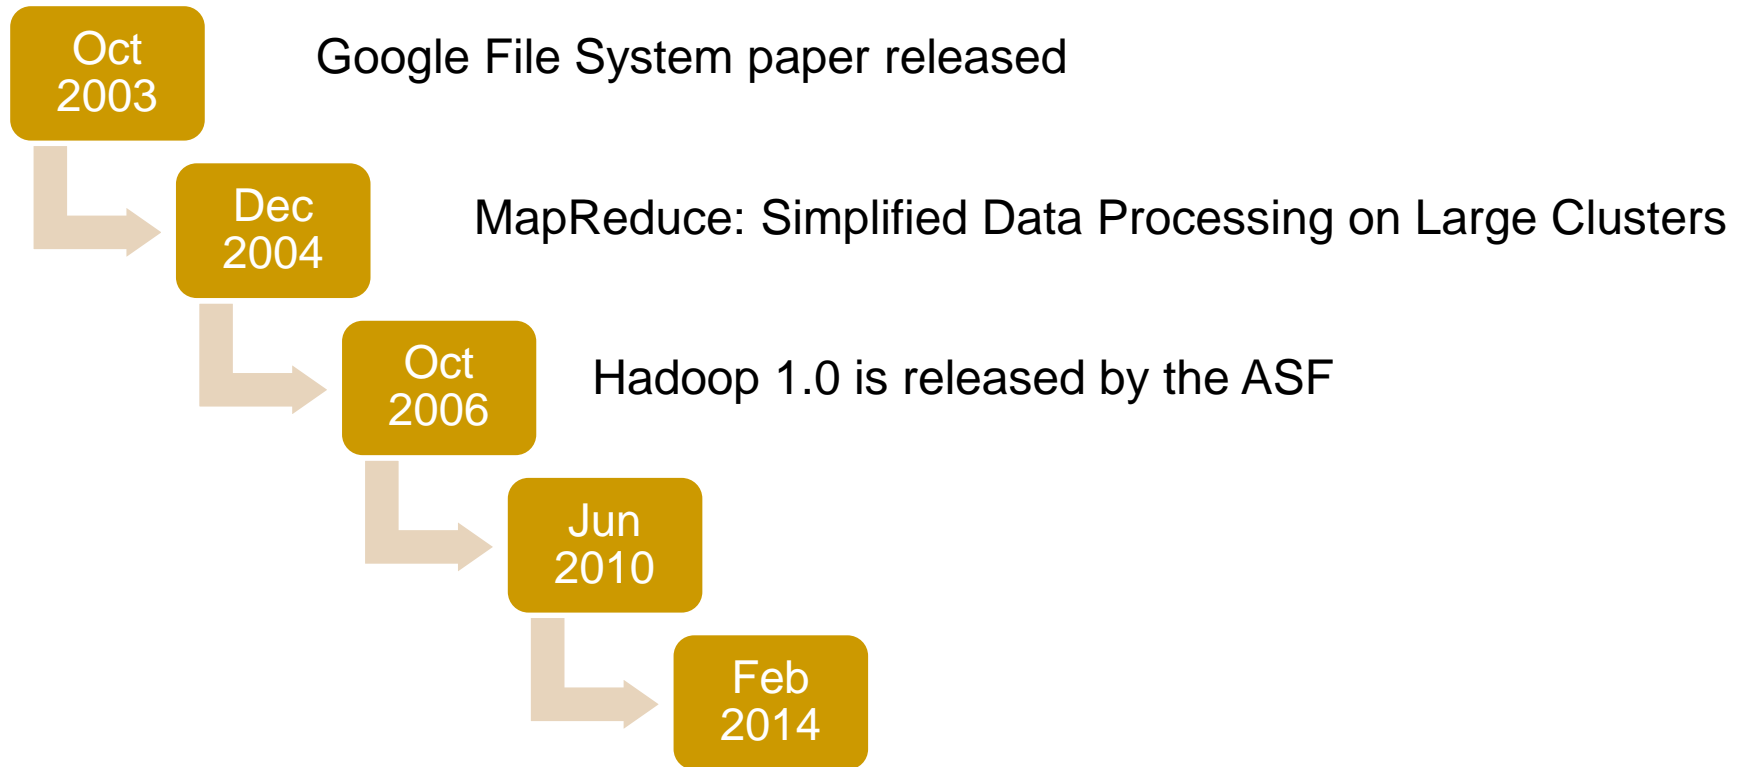 Oct
2003
Google File System paper released
Dec
2004
MapReduce: Simplified Data Processing on Large Clusters
Oct
2006
Hadoop 1.0 is released by the ASF
Jun
2010
Feb
2014